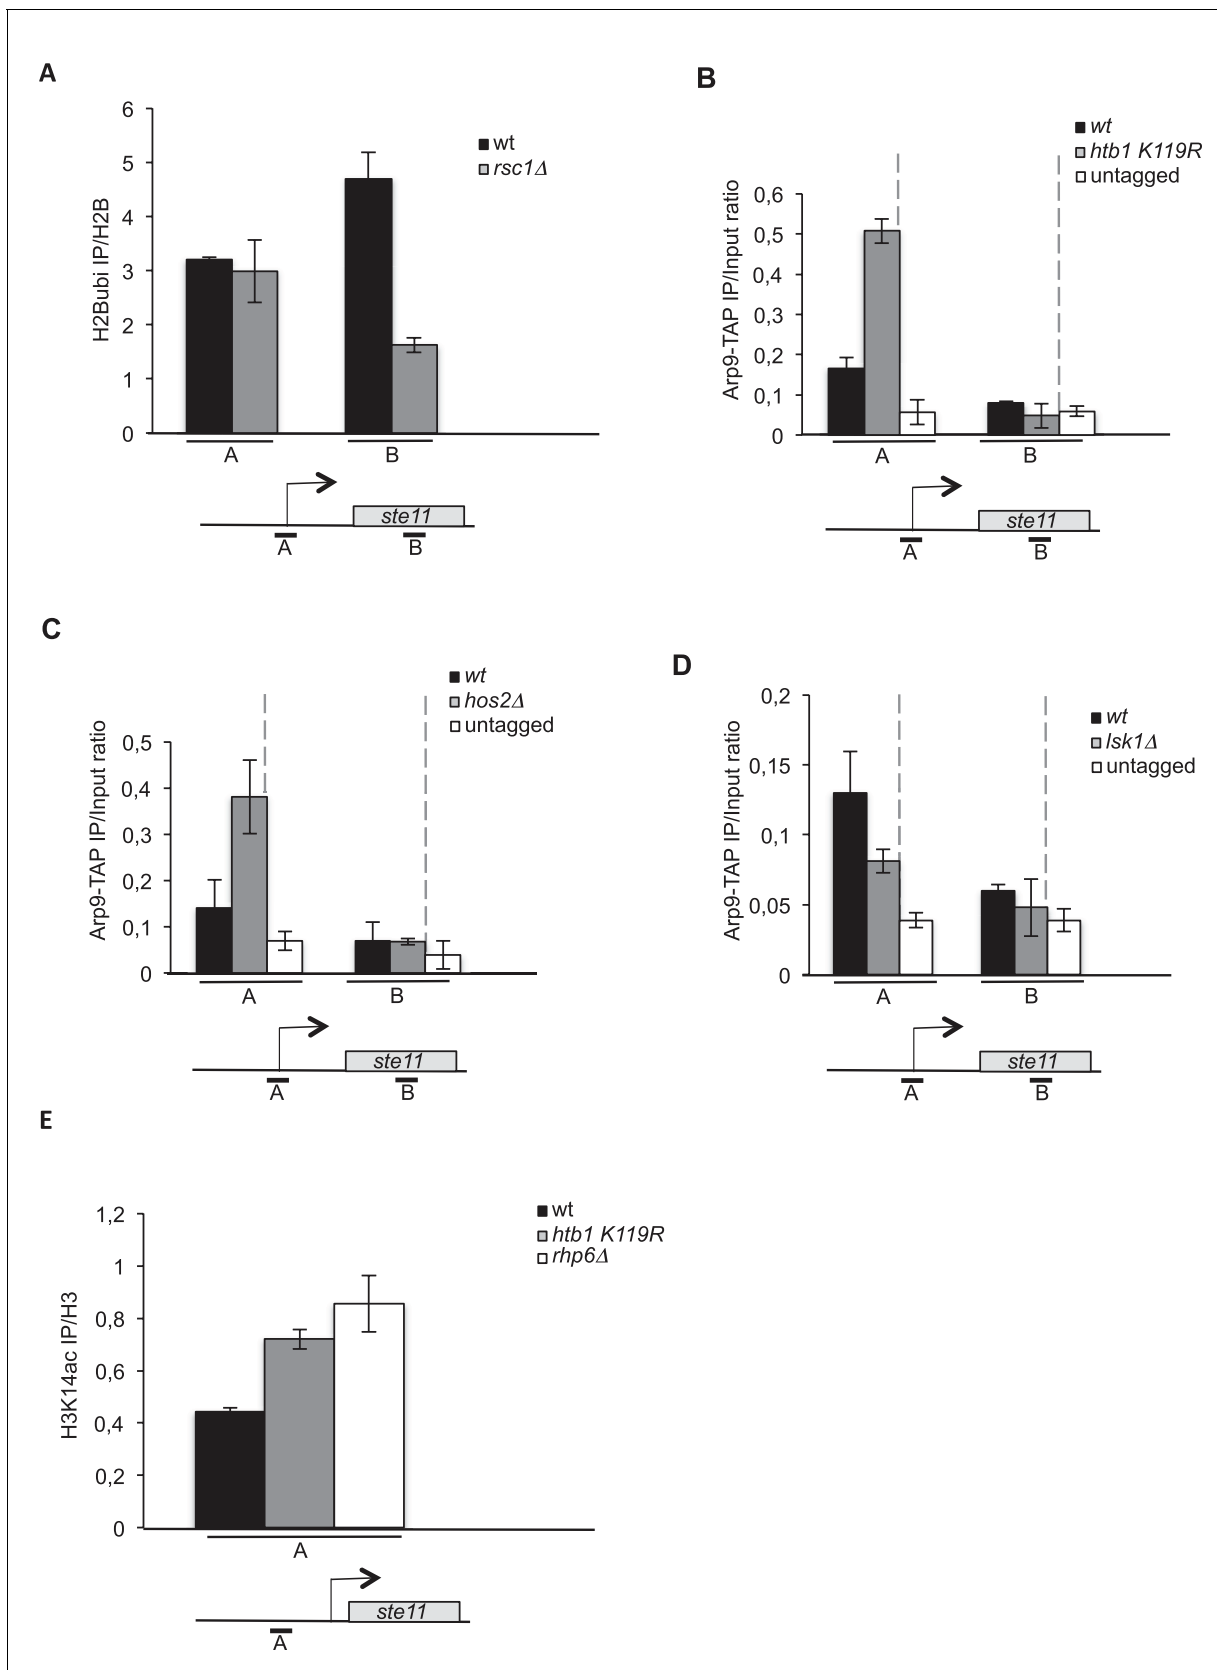 A
H2Bubi IP/H2B
6
5
4
3
2
1
0
wt
rsc1Δ
A
B
ste11
A
B
B
Arp9-TAP IP/Input ratio
0,6
0,5
0,4
0,3
0,2
0,1
0
wt
htb1 K119R
untagged
A
B
ste11
A
B
C
Arp9-TAP IP/Input ratio
0,5
0,4
0,3
0,2
0,1
0
wt
hos2Δ
untagged
A
B
ste11
A
B
D
Arp9-TAP IP/Input ratio
0,2
0,15
0,1
0,05
0
wt
lsk1Δ
untagged
A
B
ste11
A
B
E
H3K14ac IP/H3
1,2
1
0,8
0,6
0,4
0,2
0
wt
htb1 K119R
rhp6Δ
A
ste11
A